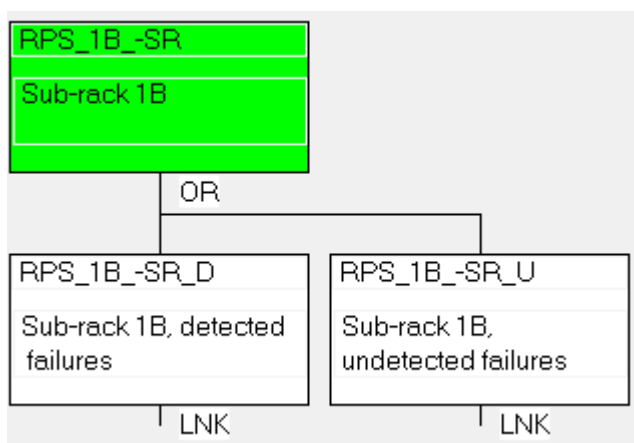 RPS_1B_-SR
Sub-rack 1B
OR
RPS_1B_-SR_D
Sub-rack 1B, detected
failures
LNK
RPS_1B_-SR_U
Sub-rack 1B,
undetected failures
LNK